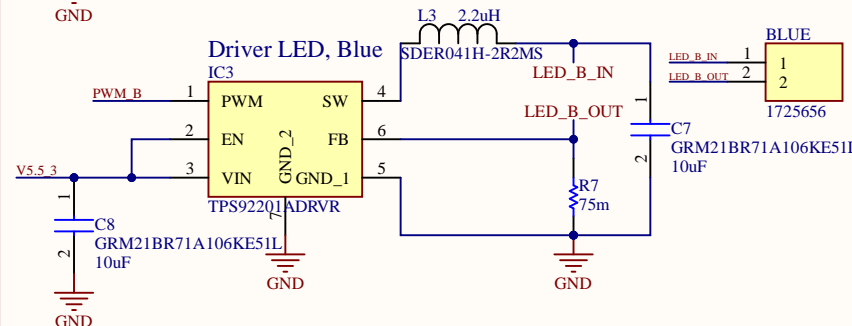 GND
L3 2.2uH
SDER041H-2R2MS
Driver LED, Blue
IC3
PWM_B
1
PWM
SW
4
2
EN
FB
6
GND_2
V5.5_3
3
VIN
GND_1
5
TPS92201ADRVR
7
GND
1
C8
GRM21BR71A106KE51L
10uF
2
GND
LED_B_IN
LED_B_OUT
R7
75m
GND
1
C7
GRM21BR71A106KE51L
10uF
2
BLUE
LED_B_IN
1
1
LED_B_OUT
2
2
1725656